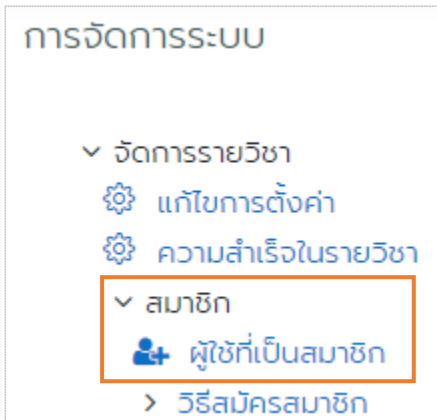 การจัดการระบบ
จัดการรายวิชา
แก้ไขการตั้งค่า
ความสำเร็จในรายวิชา
สมาชิก
ผู้ใช้ที่เป็นสมาชิก
วิธีสมัครสมาชิก